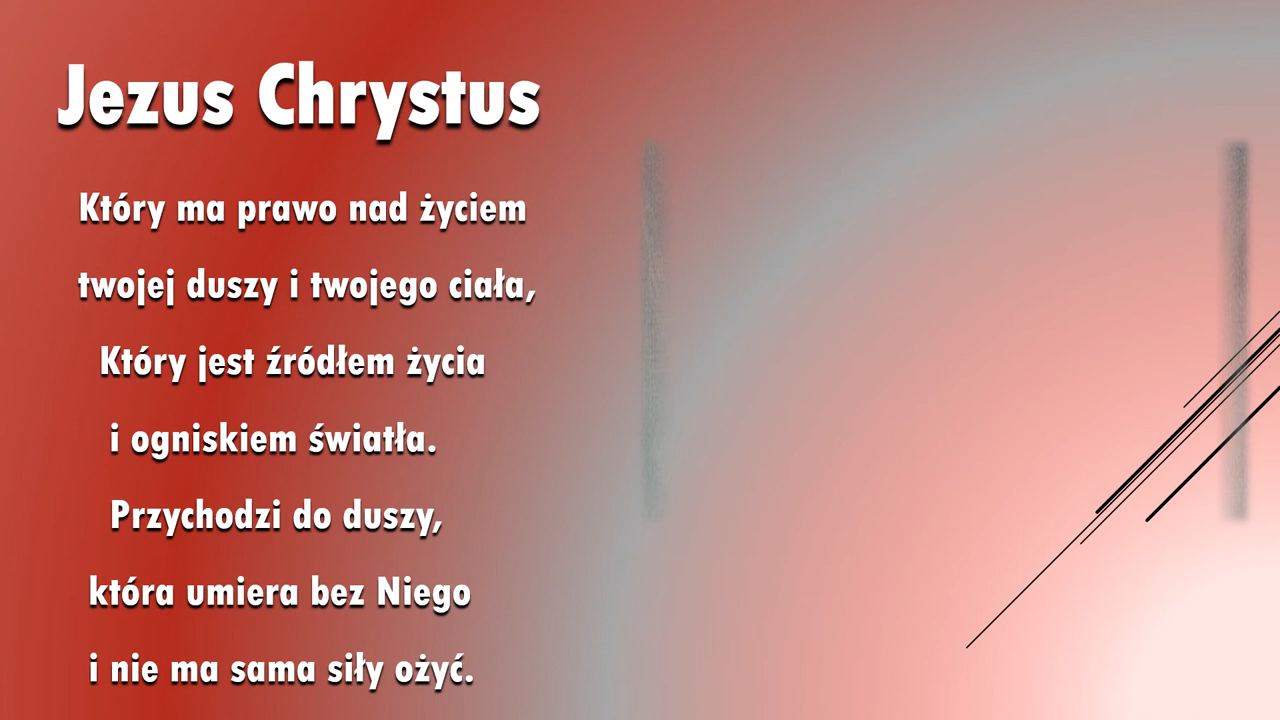 Jezus Chrystus
Który ma prawo nad życiem
twojej duszy i twojego ciała,
Który jest źródłem życia
i ogniskiem światła.
Przychodzi do duszy,
która umiera bez Niego
i nie ma sama siły ożyć.